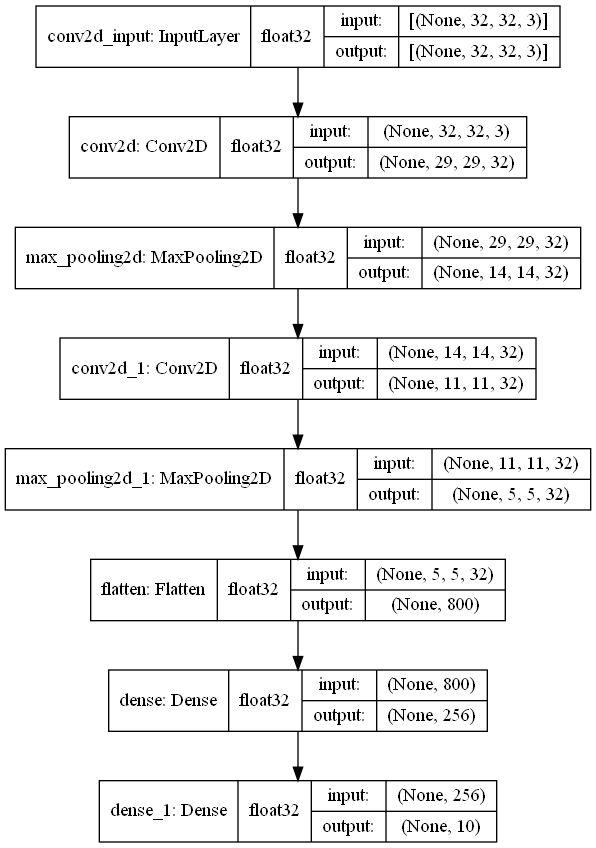 conv2d_input: InputLayer float32 input: [(None, 32, 32, 3)]
output: [(None, 32, 32, 3)]
conv2d: Conv2D float32 input: (None, 32, 32, 3)
output: (None, 29, 29, 32)
max_pooling2d: MaxPooling2D float32 input: (None, 29, 29, 32)
output: (None, 14, 14, 32)
conv2d_1: Conv2D float32 input: (None, 14, 14, 32)
output: (None, 11, 11, 32)
max_pooling2d_1: MaxPooling2D float32 input: (None, 11, 11, 32)
output: (None, 5, 5, 32)
flatten: Flatten float32 input: (None, 5, 5, 32)
output: (None, 800)
dense: Dense float32 input: (None, 800)
output: (None, 256)
dense_1: Dense float32 input: (None, 256)
output: (None, 10)